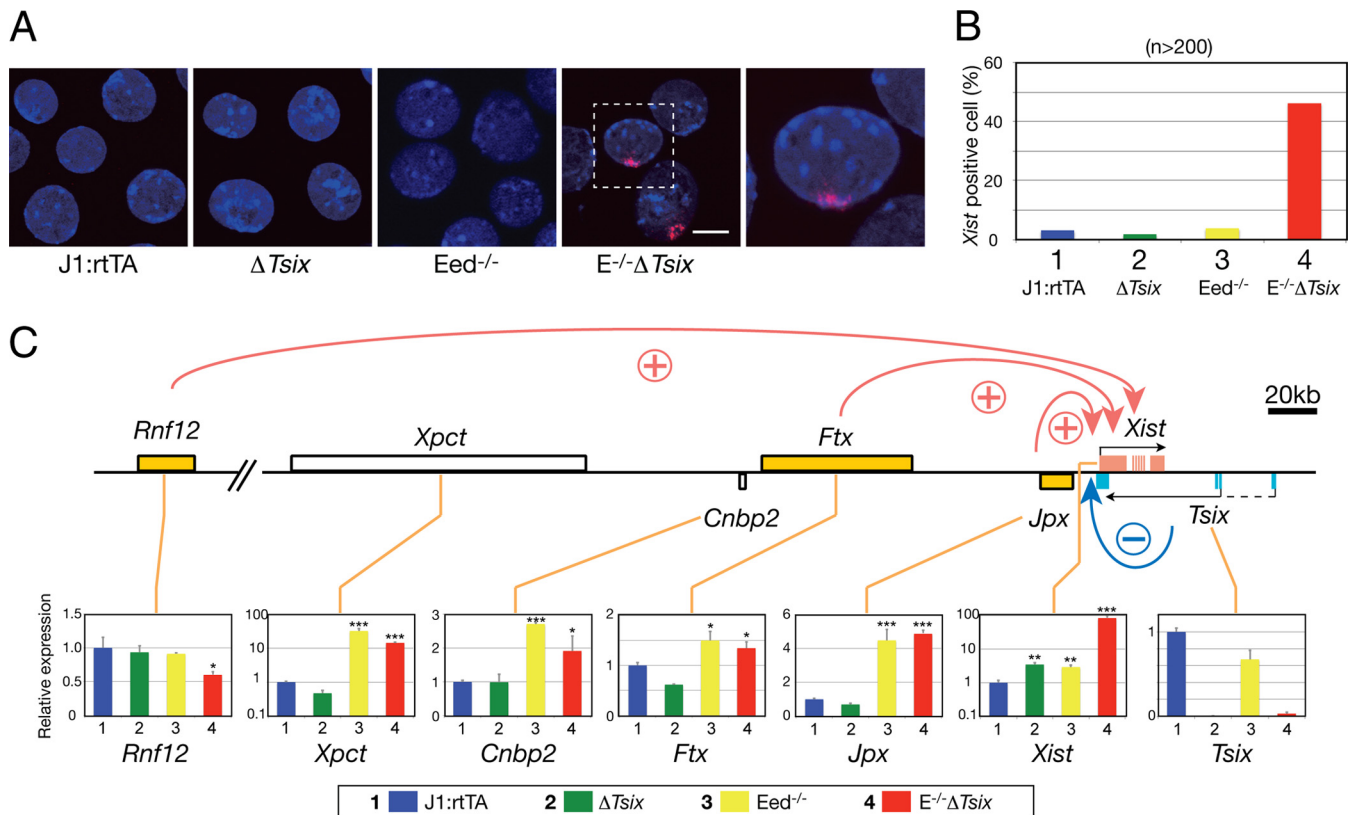 A
J1:rtTA
ΔTsix
Eed-/-
E-/-ΔTsix
B
(n>200)
Xist positive cell (%)
60
40
20
0
1
2
3
4
J1:rtTA
ΔTsix
Eed-/-
E-/-ΔTsix
C
+
+
+
20kb
Rnf12
Xpct
Ftx
Xist
Cnbp2
Jpx
Tsix
−
Relative expression
1.5
1.0
0.5
0
1 2 3 4
*
Rnf12
100
10
1
0.1
1 2 3 4
***
***
Xpct
3
2
1
0
1 2 3 4
***
*
Cnbp2
2
1
0
1 2 3 4
*
*
Ftx
6
4
2
0
1 2 3 4
***
***
Jpx
100
10
1
0.1
1 2 3 4
**
**
***
Xist
1
0
1 2 3 4
Tsix
1 J1:rtTA 2 ΔTsix 3 Eed-/- 4 E-/-ΔTsix